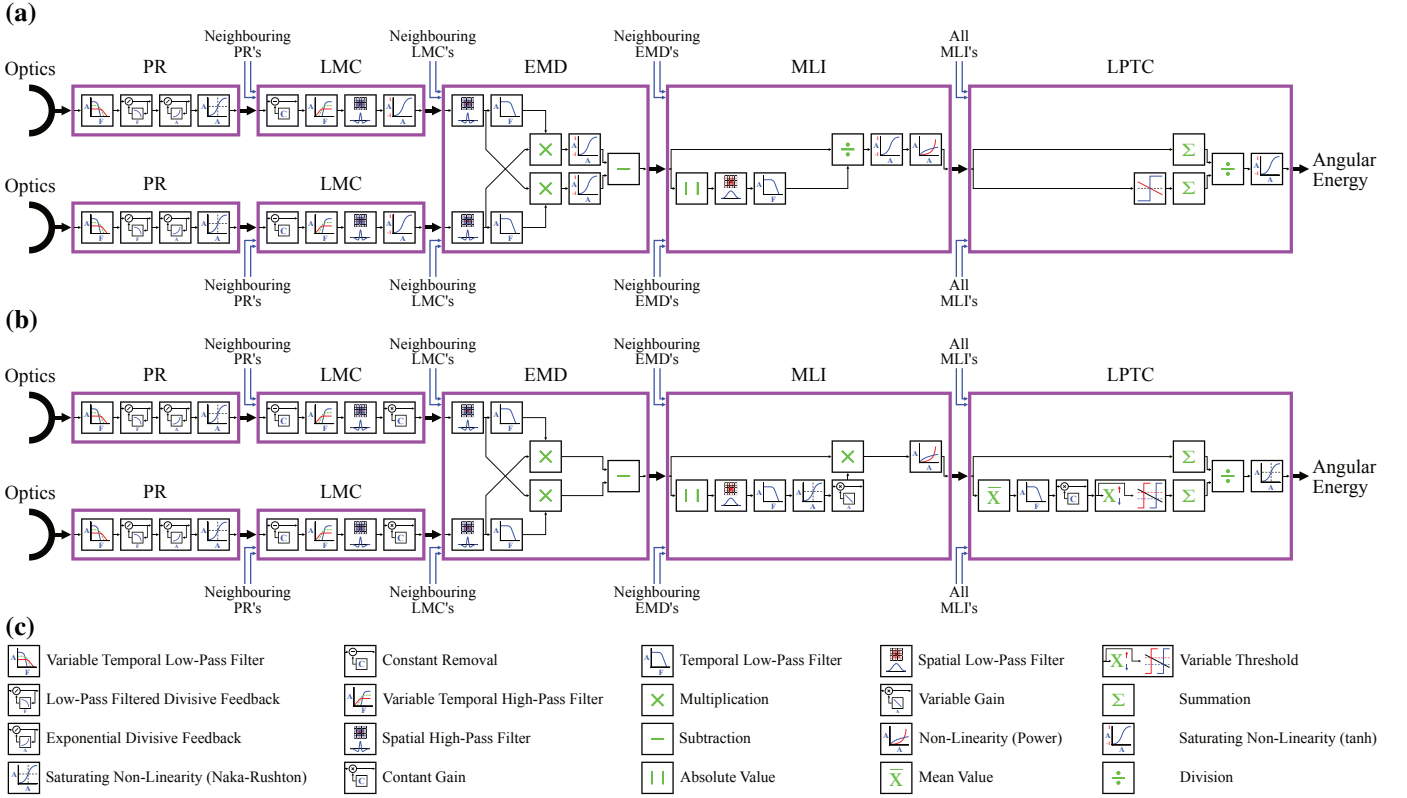 (a)
Neighbouring
PR's
Neighbouring
LMC's
Neighbouring
EMD's
All
MLI's
Optics
PR
LMC
EMD
MLI
LPTC
Optics
PR
LMC
Angular
Energy
Neighbouring
PR's
Neighbouring
LMC's
Neighbouring
EMD's
All
MLI's
(b)
Neighbouring
PR's
Neighbouring
LMC's
Neighbouring
EMD's
All
MLI's
Optics
PR
LMC
EMD
MLI
LPTC
Optics
PR
LMC
Angular
Energy
Neighbouring
PR's
Neighbouring
LMC's
Neighbouring
EMD's
All
MLI's
(c)
Variable Temporal Low-Pass Filter
Constant Removal
Temporal Low-Pass Filter
Spatial Low-Pass Filter
Variable Threshold
Low-Pass Filtered Divisive Feedback
Variable Temporal High-Pass Filter
Multiplication
Variable Gain
Summation
Exponential Divisive Feedback
Spatial High-Pass Filter
Subtraction
Non-Linearity (Power)
Saturating Non-Linearity (tanh)
Saturating Non-Linearity (Naka-Rushton)
Contant Gain
Absolute Value
Mean Value
Division